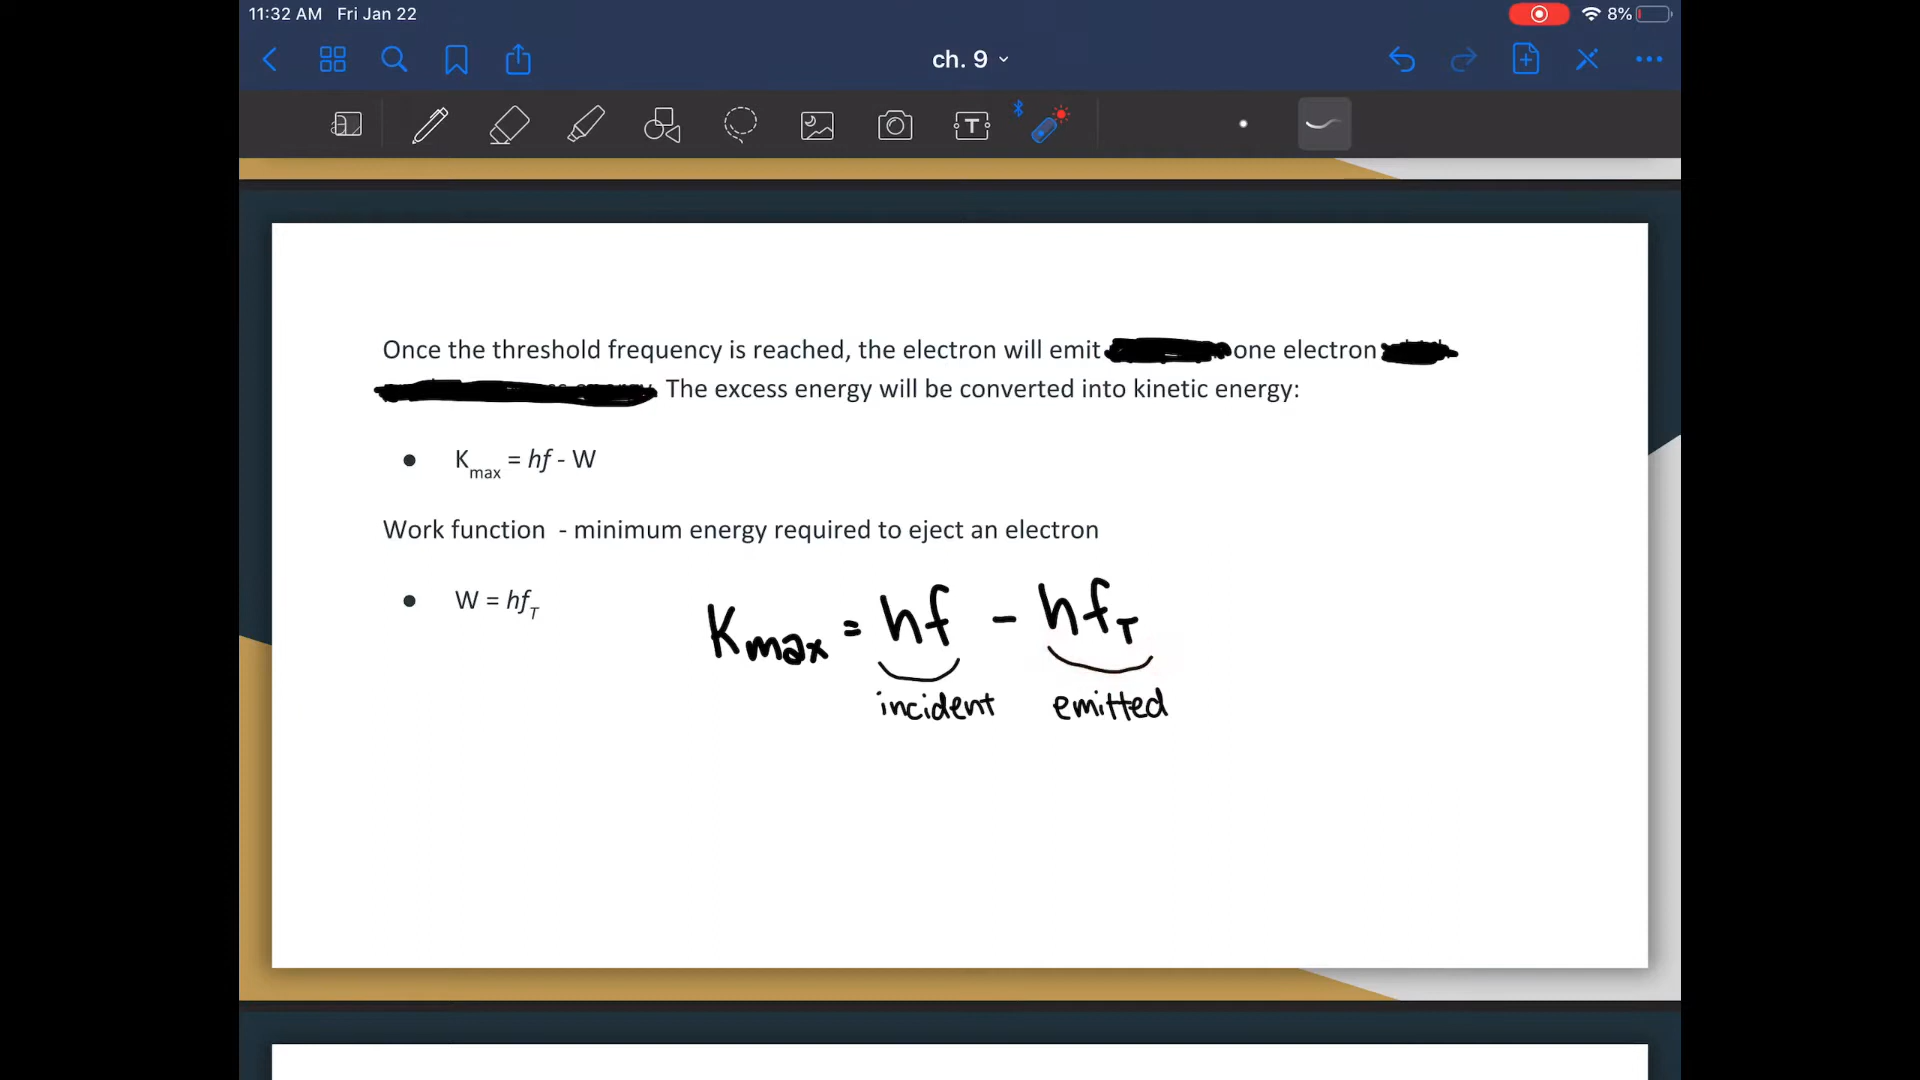 11:32 AM Fri Jan 22
8%
ch. 9
T
Once the threshold frequency is reached, the electron will emit one electron
The excess energy will be converted into kinetic energy:
● Kmax = hf - W
Work function - minimum energy required to eject an electron
● W = hfT
Kmax = hf - hfT
incident emitted